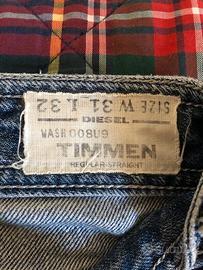 SIZE W 31 L 32
DIESEL
WASH 008U9
TIMMEN
REGULAR-STRAIGHT